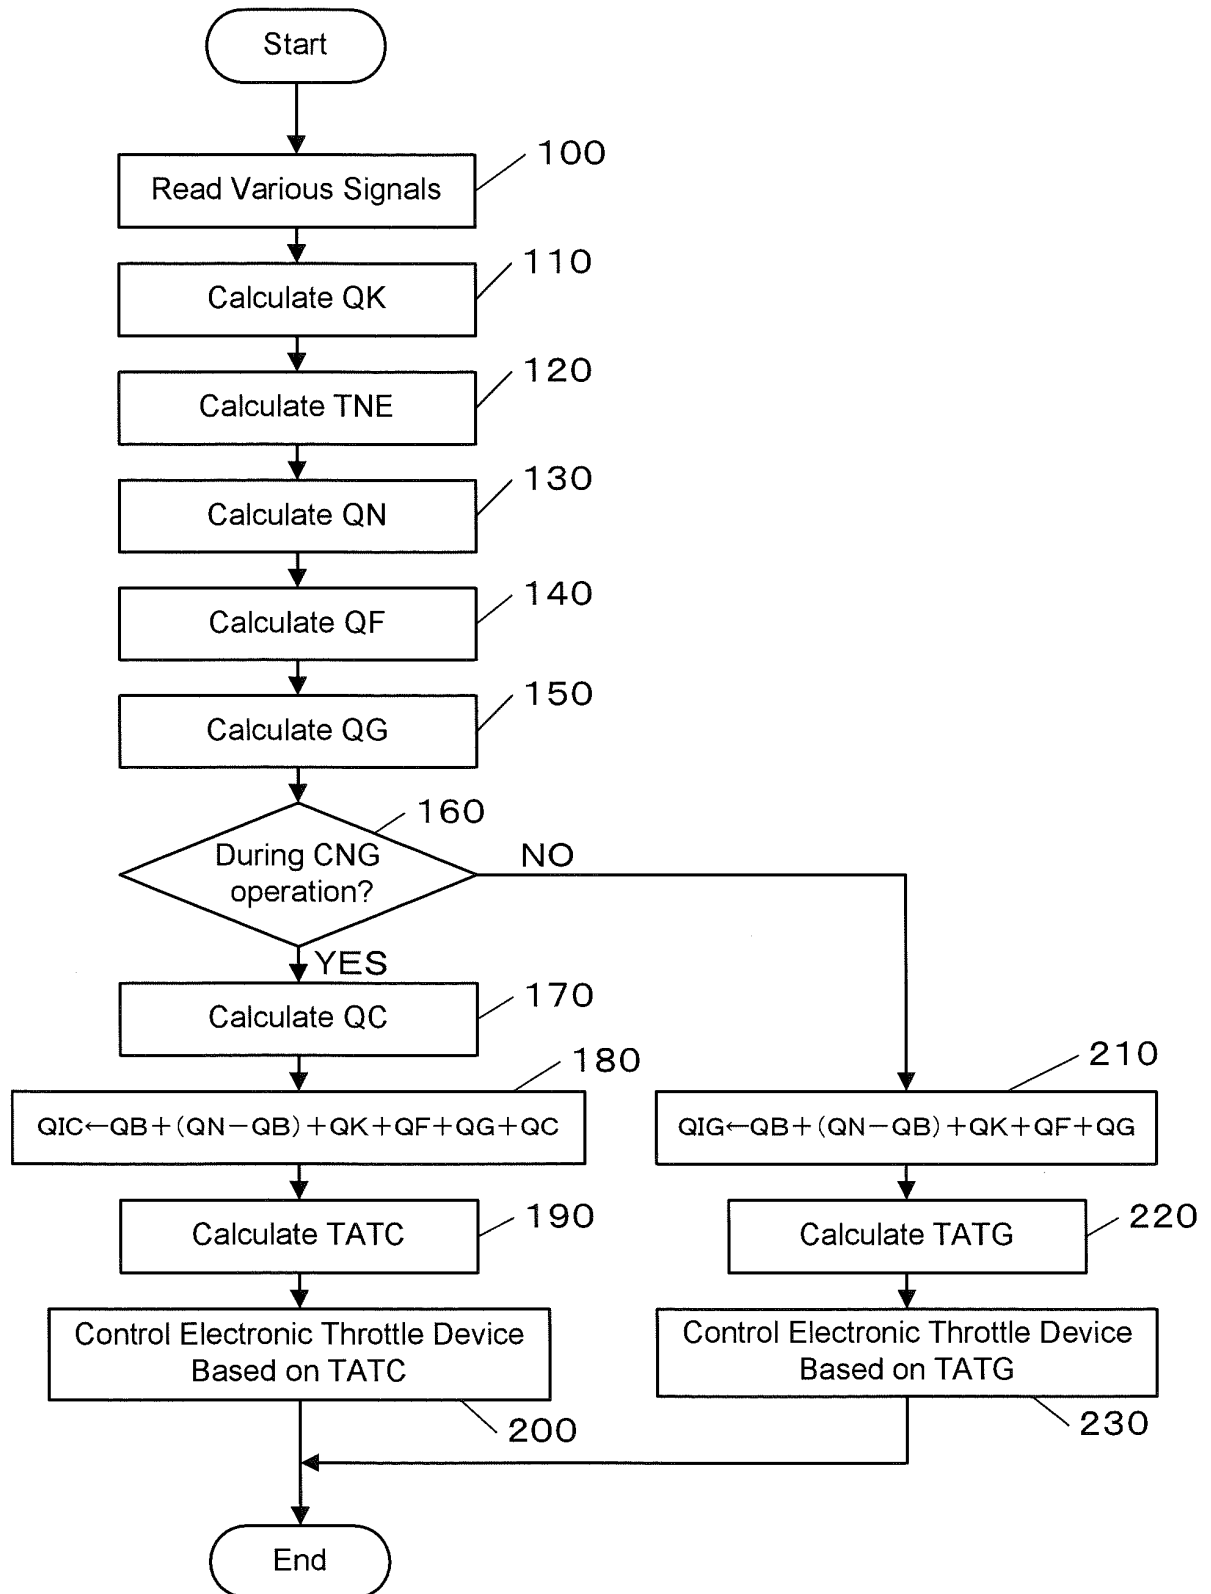 Start
100
Read Various Signals
110
Calculate QK
120
Calculate TNE
130
Calculate QN
140
Calculate QF
150
Calculate QG
160
During CNG
operation?
NO
YES
170
Calculate QC
180
QIC←QB+(QN−QB)+QK+QF+QG+QC
210
QIG←QB+(QN−QB)+QK+QF+QG
190
Calculate TATC
220
Calculate TATG
Control Electronic Throttle Device
Based on TATC
200
Control Electronic Throttle Device
Based on TATG
230
End